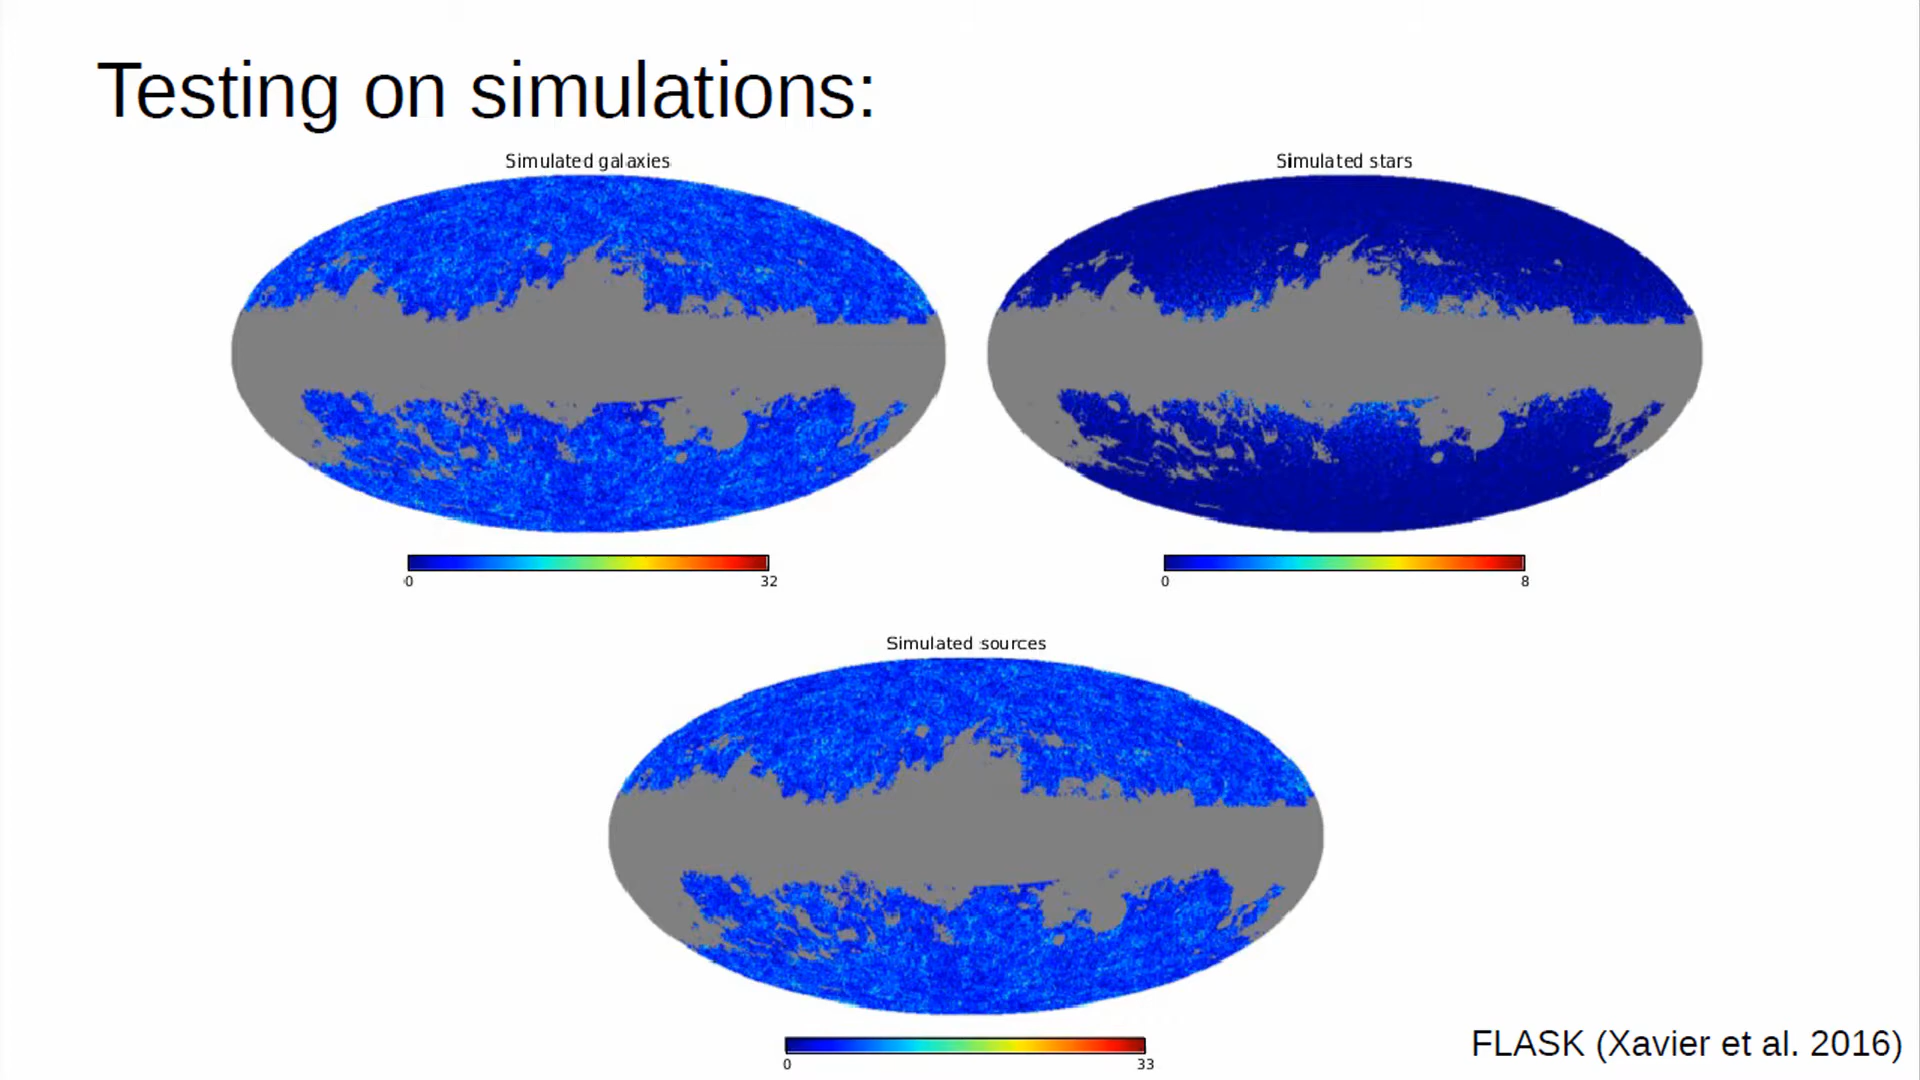 Testing on simulations:
Simulated galaxies
Simulated stars
0 32
0 8
Simulated sources
0 33
FLASK (Xavier et al. 2016)